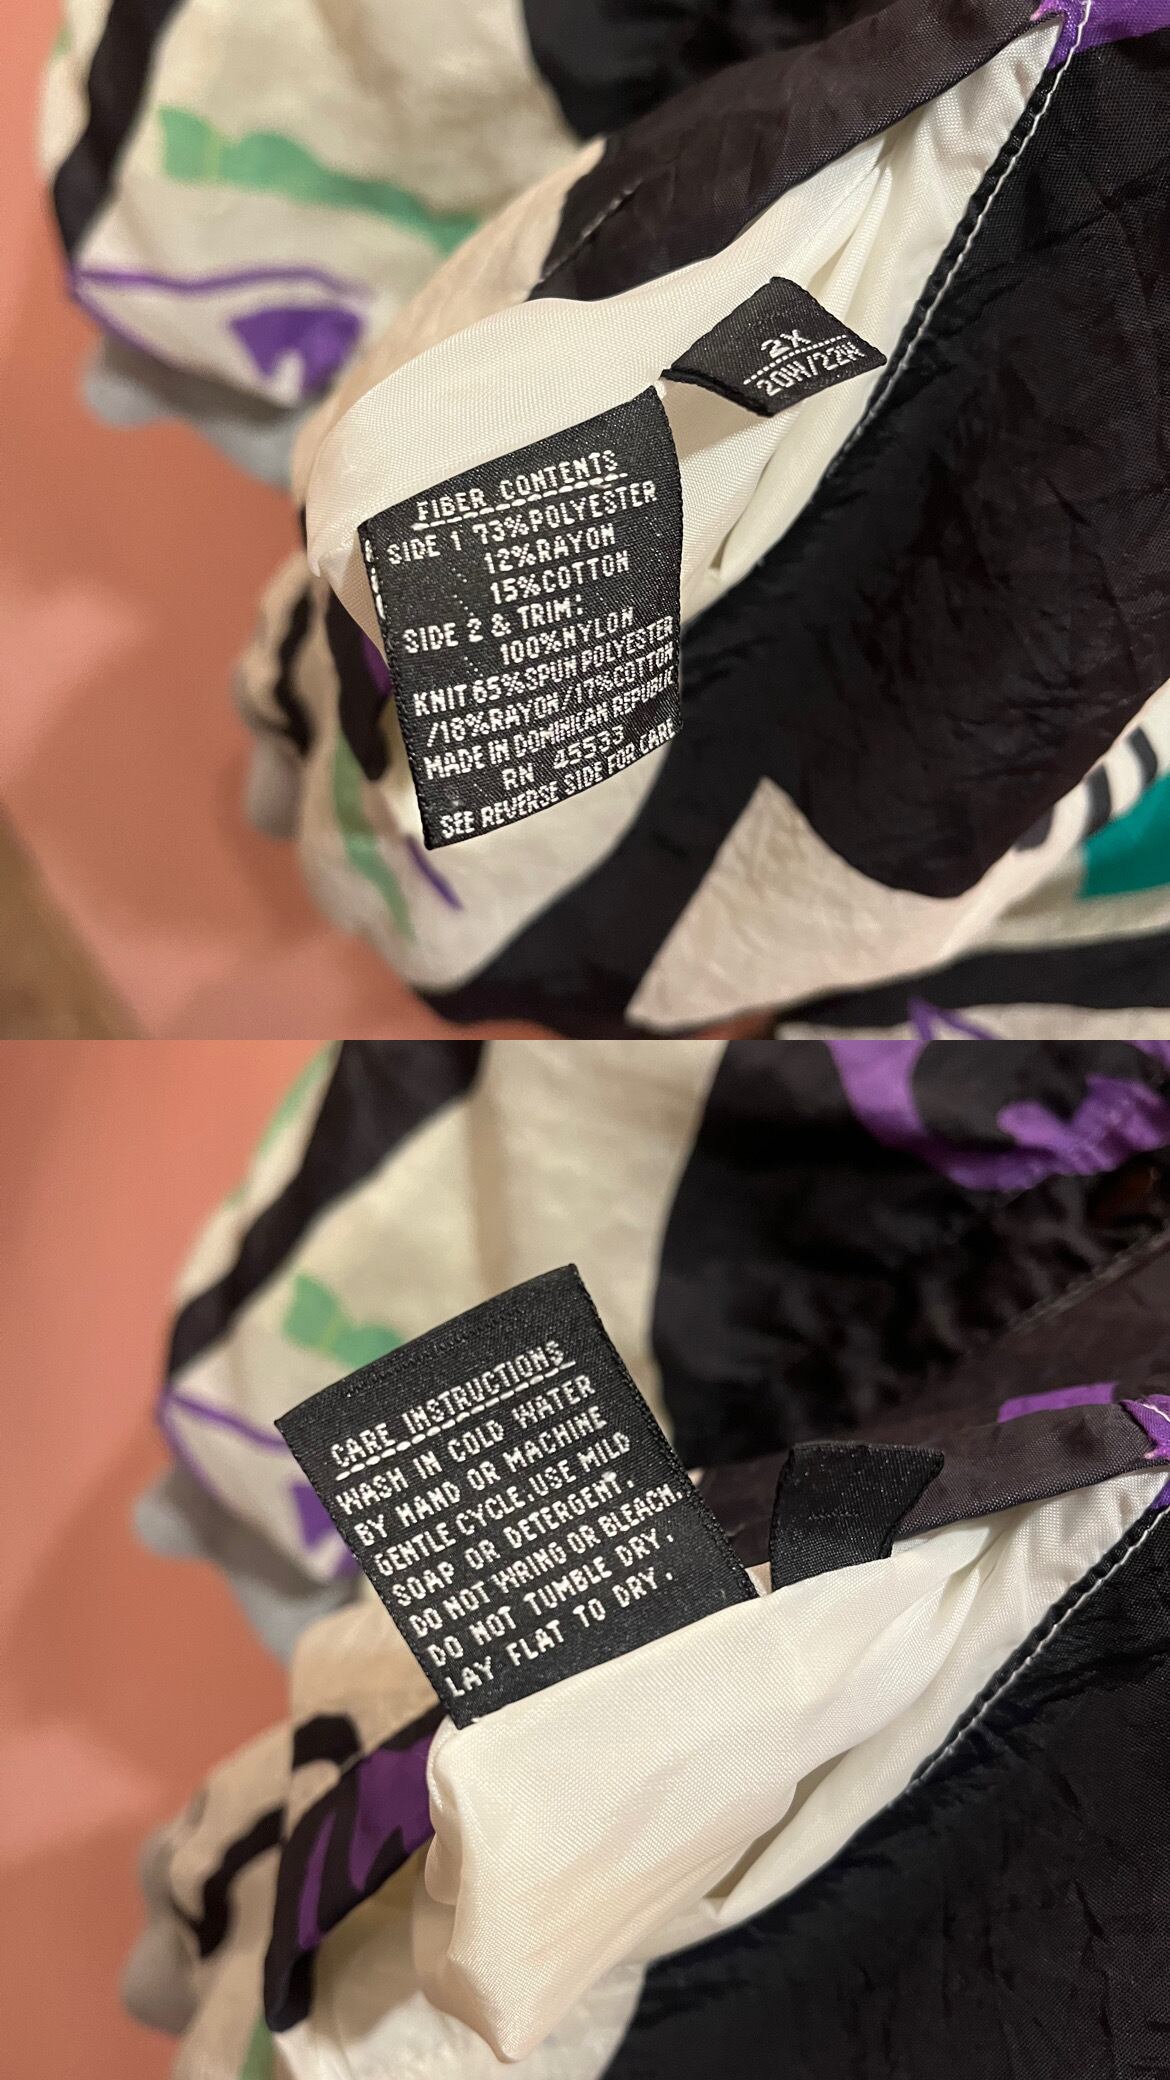 2X
20W/22W
FIBER CONTENTS
SIDE 1 73%POLYESTER
12%RAYON
15%COTTON
SIDE 2 & TRIM:
100%NYLON
KNIT 65%SPUN POLYESTER
/18%RAYON/17%COTTON
MADE IN DOMINICAN REPUBLIC
RN 45533
SEE REVERSE SIDE FOR CARE
CARE INSTRUCTIONS
WASH IN COLD WATER
BY HAND OR MACHINE
GENTLE CYCLE.USE MILD
SOAP OR DETERGENT.
DO NOT WRING OR BLEACH.
DO NOT TUMBLE DRY.
LAY FLAT TO DRY.